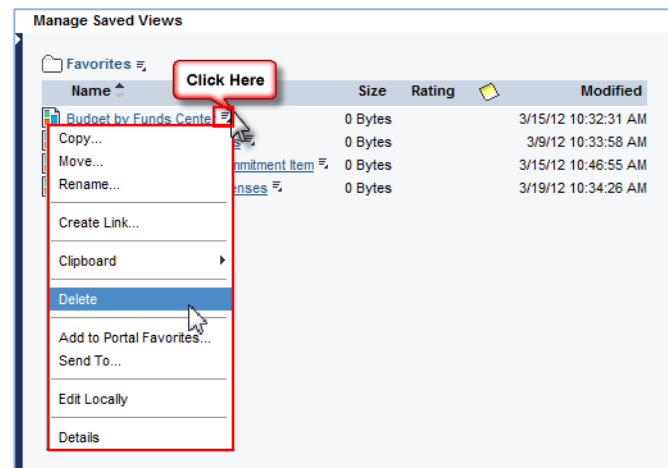 Manage Saved Views
Favorites
Click Here
Name Size Rating Modified
Budget by Funds Center 0 Bytes 3/15/12 10:32:31 AM
Copy... 0 Bytes 3/9/12 10:33:58 AM
Move... mmitment Item 0 Bytes 3/15/12 10:46:55 AM
Rename... enses 0 Bytes 3/19/12 10:34:26 AM
Create Link...
Clipboard
Delete
Add to Portal Favorites...
Send To...
Edit Locally
Details